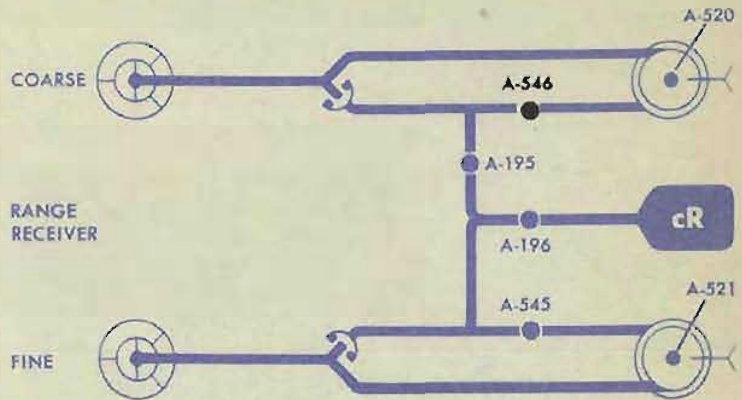 A-520
COARSE
A-546
A-195
RANGE
RECEIVER
cR
A-196
A-521
A-545
FINE